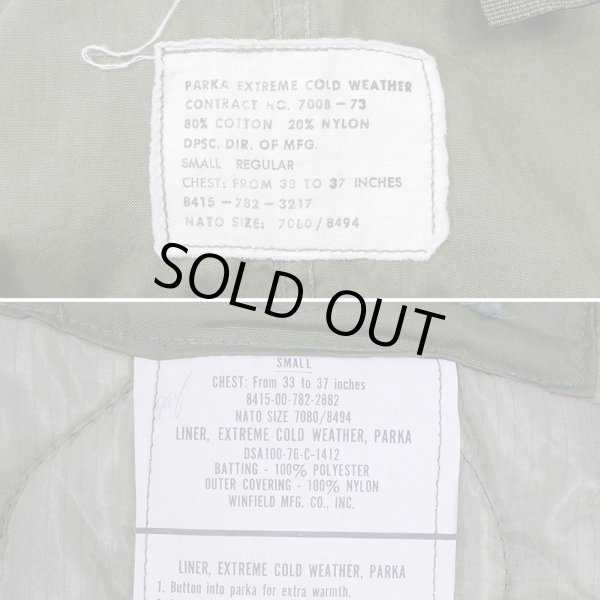 PARKA EXTREME COLD WEATHER
CONTRACT NO. 7008-73
80% COTTON 20% NYLON
DPSC. DIR. OF MFG.
SMALL REGULAR
CHEST: FROM 33 TO 37 INCHES
8415-782-3217
NATO SIZE: 7080/8494
SOLD OUT
SMALL
CHEST: From 33 to 37 inches
8415-00-782-2882
NATO SIZE 7080/8494
LINER, EXTREME COLD WEATHER, PARKA
DSA100-76-C-1412
BATTING - 100% POLYESTER
OUTER COVERING - 100% NYLON
WINFIELD MFG. CO., INC.
LINER, EXTREME COLD WEATHER, PARKA
1. Button into parka for extra warmth.